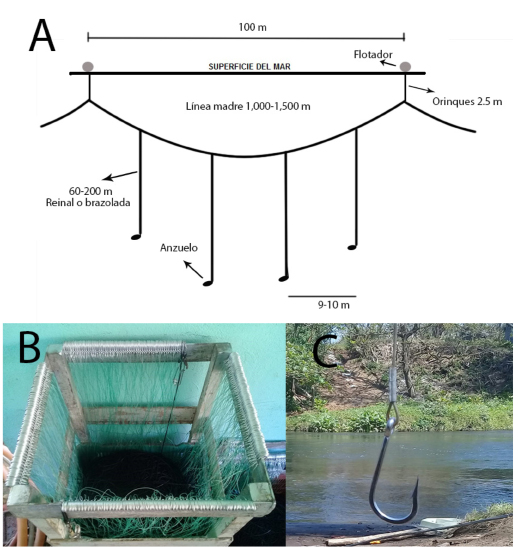 A
100 m
Flotador
SUPERFICIE DEL MAR
Línea madre 1,000-1,500 m
Orinques 2.5 m
60-200 m
Reinal o brazolada
Anzuelo
9-10 m
B
C